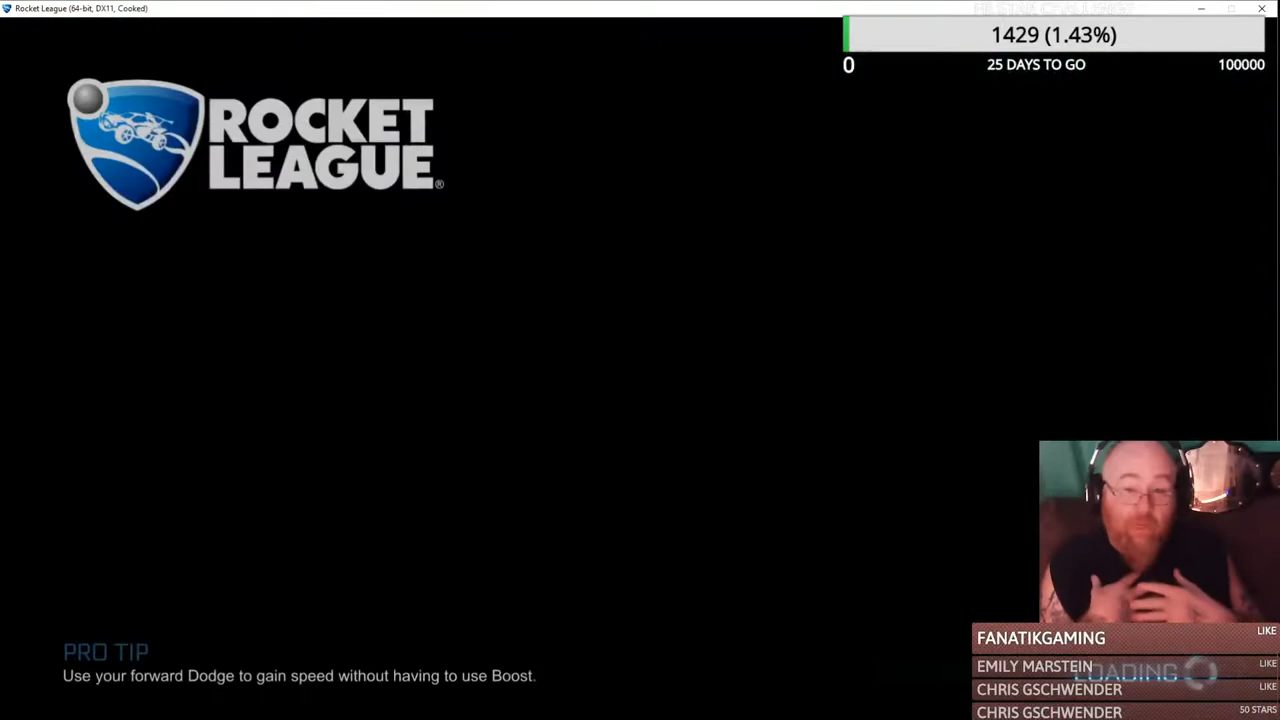 Rocket League (64-bit, DX11, Cooked)
1429 (1.43%)
0 25 DAYS TO GO 100000
ROCKET
LEAGUE®
PRO TIP
Use your forward Dodge to gain speed without having to use Boost.
FANATIKGAMING LIKE
EMILY MARSTEIN LIKE
LOADING
CHRIS GSCHWENDER LIKE
CHRIS GSCHWENDER 50 STARS